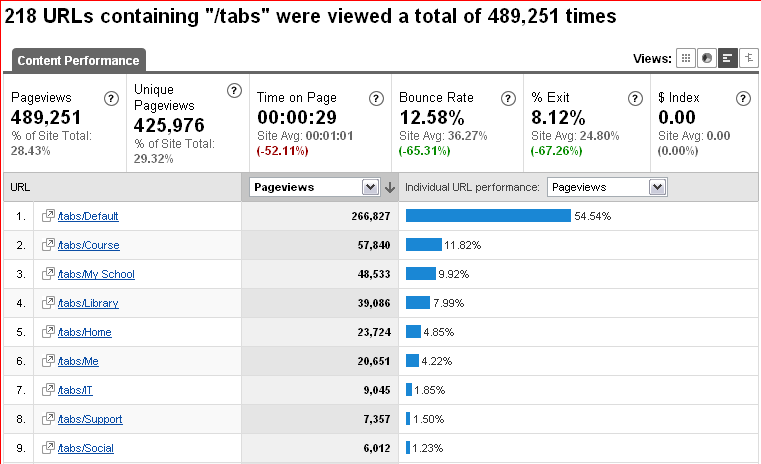 218 URLs containing "/tabs" were viewed a total of 489,251 times
Content Performance
Views:
Pageviews
489,251
% of Site Total:
28.43%
Unique
Pageviews
425,976
% of Site Total:
29.32%
Time on Page
00:00:29
Site Avg: 00:01:01
(-52.11%)
Bounce Rate
12.58%
Site Avg: 36.27%
(-65.31%)
% Exit
8.12%
Site Avg: 24.80%
(-67.26%)
$ Index
0.00
Site Avg: 0.00
(0.00%)
URL Pageviews Individual URL performance: Pageviews
1. /tabs/Default 266,827 54.54%
2. /tabs/Course 57,840 11.82%
3. /tabs/My School 48,533 9.92%
4. /tabs/Library 39,086 7.99%
5. /tabs/Home 23,724 4.85%
6. /tabs/Me 20,651 4.22%
7. /tabs/IT 9,045 1.85%
8. /tabs/Support 7,357 1.50%
9. /tabs/Social 6,012 1.23%